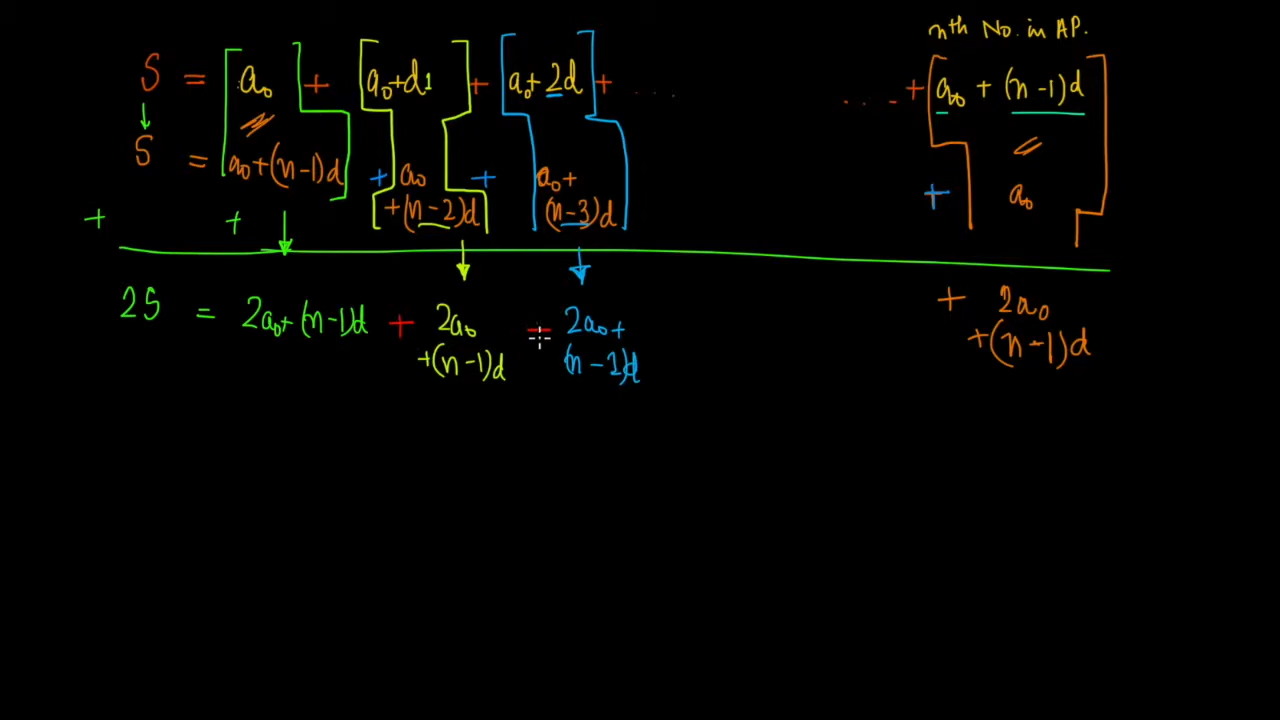 nth No. in AP.
S = [a₀] + [a₀+d1] + [a₀+2d] + .... ....+ [a₀ + (n-1)d]
S = a₀+(n-1)d + a₀+(n-2)d + a₀+(n-3)d + a₀
+ +
2S = 2a₀+(n-1)d + 2a₀+(n-1)d + 2a₀+(n-1)d + 2a₀+(n-1)d